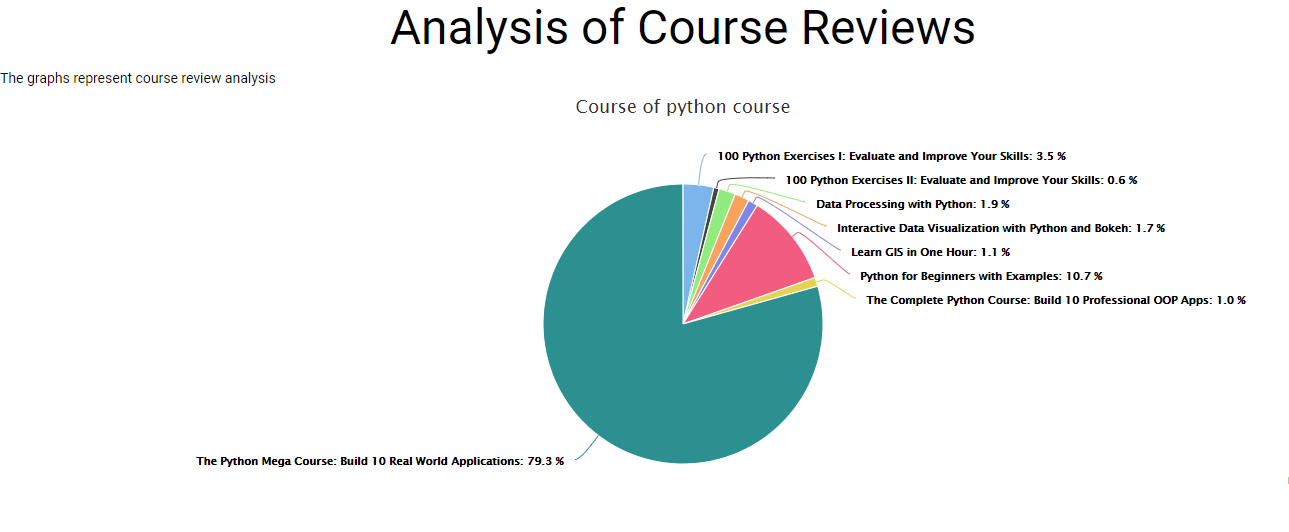 Analysis of Course Reviews
The graphs represent course review analysis
Course of python course
100 Python Exercises I: Evaluate and Improve Your Skills: 3.5 %
100 Python Exercises II: Evaluate and Improve Your Skills: 0.6 %
Data Processing with Python: 1.9 %
Interactive Data Visualization with Python and Bokeh: 1.7 %
Learn GIS in One Hour: 1.1 %
Python for Beginners with Examples: 10.7 %
The Complete Python Course: Build 10 Professional OOP Apps: 1.0 %
The Python Mega Course: Build 10 Real World Applications: 79.3 %